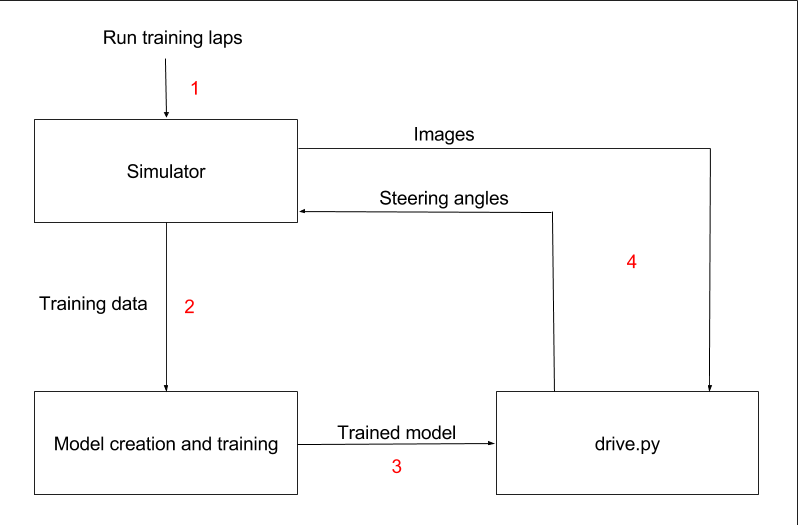 Run training laps
1
Images
Simulator
Steering angles
4
Training data
2
Trained model
Model creation and training
drive.py
3